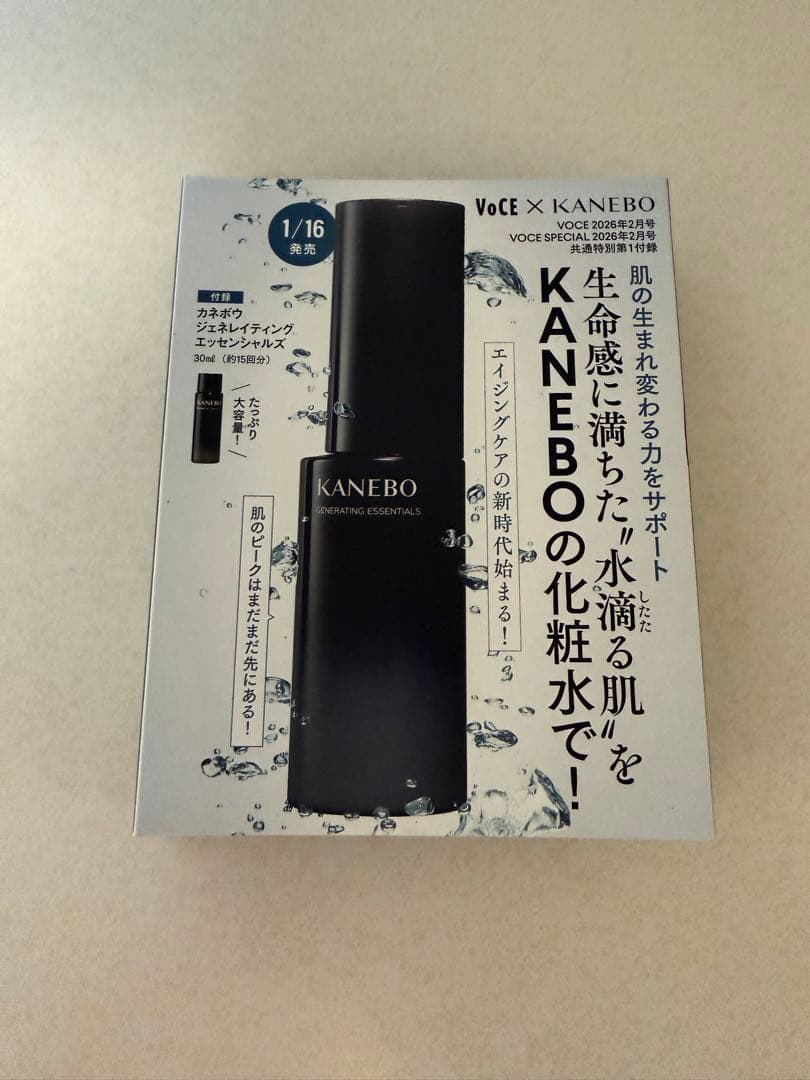 VoCE × KANEBO
VOCE 2026年2月号
VOCE SPECIAL 2026年2月号
共通特別第1付録
1/16
発売
肌の生まれ変わる力をサポート
生命感に満ちた"水滴る肌"を
したた
KANEBOの化粧水で!
エイジングケアの新時代始まる!
付録
カネボウ
ジェネレイティング
エッセンシャルズ
30㎖（約15回分）
たっぷり
大容量!
KANEBO
KANEBO
GENERATING ESSENTIALS
肌のピークはまだまだ先にある!